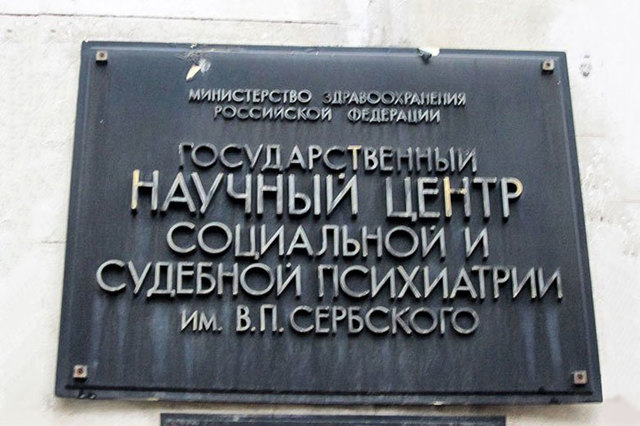 МИНИСТЕРСТВО ЗДРАВООХРАНЕНИЯ
РОССИЙСКОЙ ФЕДЕРАЦИИ
ГОСУДАРСТВЕННЫЙ
НАУЧНЫЙ ЦЕНТР
СОЦИАЛЬНОЙ И
СУДЕБНОЙ ПСИХИАТРИИ
ИМ. В.П. СЕРБСКОГО